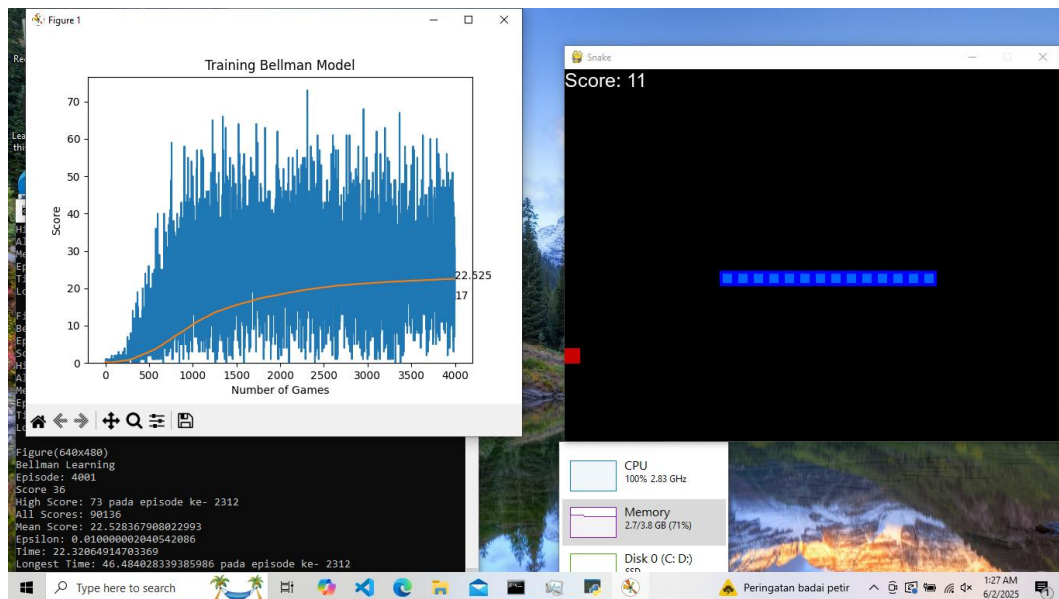 Figure 1
Training Bellman Model
Score
70
60
50
40
30
20
10
0
22.525
17
0 500 1000 1500 2000 2500 3000 3500 4000
Number of Games
Figure(640x480)
Bellman Learning
Episode: 4001
Score 36
High Score: 73 pada episode ke- 2312
All Scores: 90136
Mean Score: 22.528367908022993
Epsilon: 0.010000002040542086
Time: 22.32064914703369
Longest Time: 46.484028339385986 pada episode ke- 2312
Snake
Score: 11
CPU
100% 2.83 GHz
Memory
2.7/3.8 GB (71%)
Disk 0 (C: D:)
SSD
Type here to search
Peringatan badai petir
1:27 AM
6/2/2025